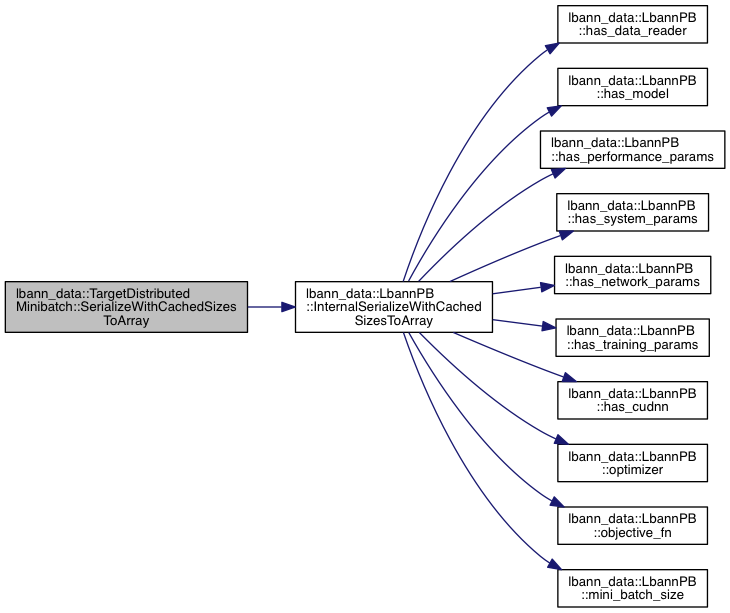 lbann_data::TargetDistributed
Minibatch::SerializeWithCachedSizes
ToArray
lbann_data::LbannPB
::InternalSerializeWithCached
SizesToArray
lbann_data::LbannPB
::has_data_reader
lbann_data::LbannPB
::has_model
lbann_data::LbannPB
::has_performance_params
lbann_data::LbannPB
::has_system_params
lbann_data::LbannPB
::has_network_params
lbann_data::LbannPB
::has_training_params
lbann_data::LbannPB
::has_cudnn
lbann_data::LbannPB
::optimizer
lbann_data::LbannPB
::objective_fn
lbann_data::LbannPB
::mini_batch_size